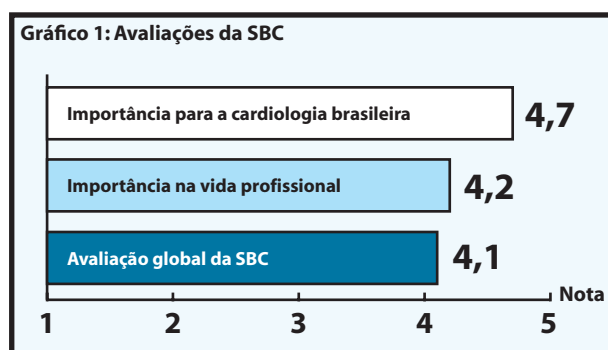 Gráfico 1: Avaliações da SBC
Importância para a cardiologia brasileira
4,7
Importância na vida profissional
4,2
Avaliação global da SBC
4,1
Nota
1 2 3 4 5